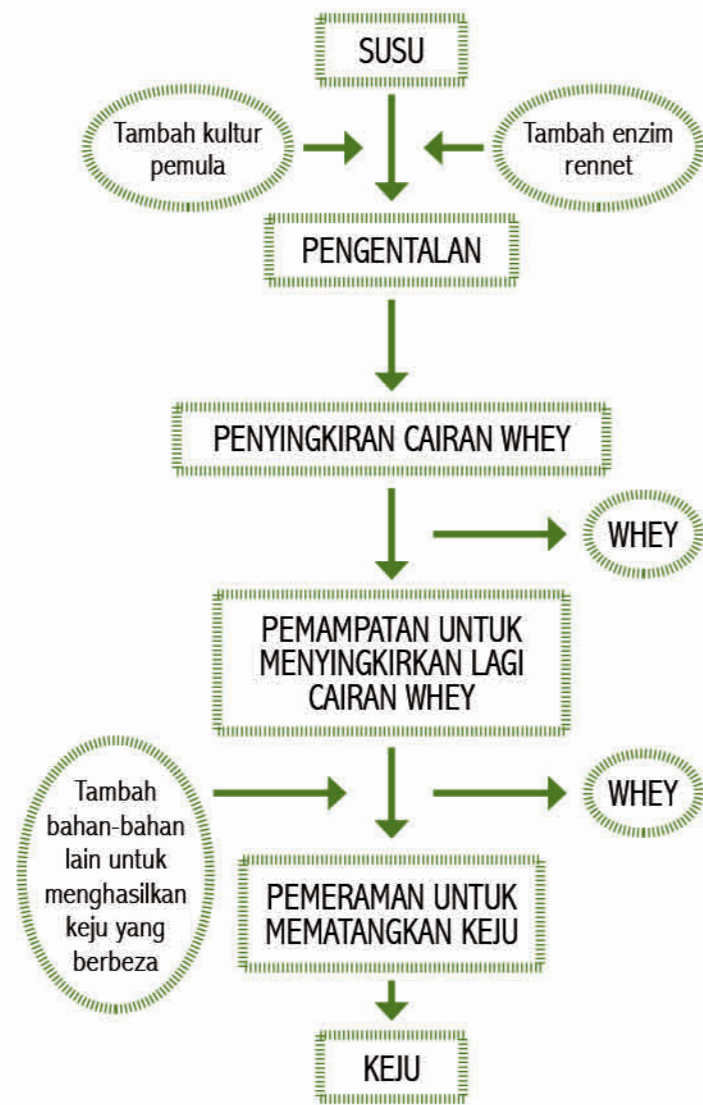 SUSU
Tambah kultur
pemula
Tambah enzim
rennet
PENGENTALAN
PENYINGKIRAN CAIRAN WHEY
WHEY
PEMAMPATAN UNTUK
MENYINGKIRKAN LAGI
CAIRAN WHEY
Tambah
bahan-bahan
lain untuk
menghasilkan
keju yang
berbeza
WHEY
PEMERAMAN UNTUK
MEMATANGKAN KEJU
KEJU